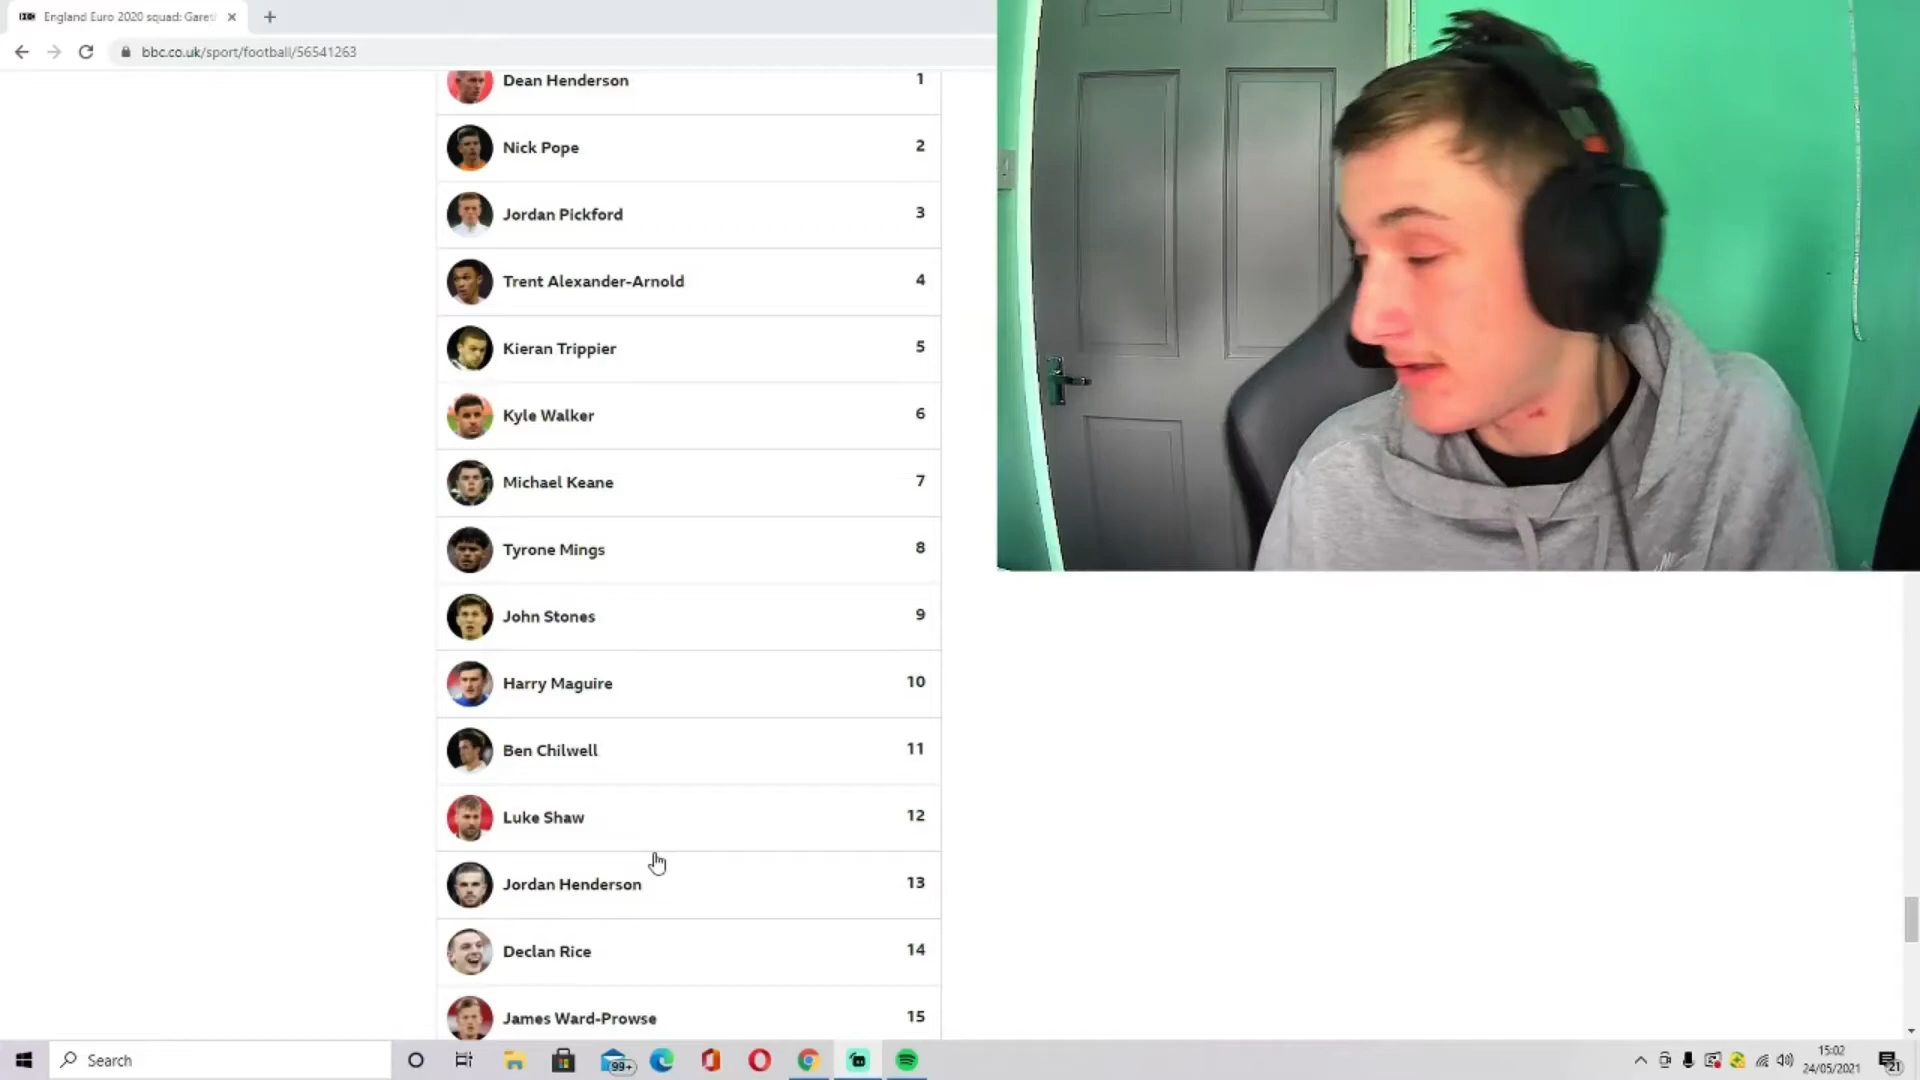 England Euro 2020 squad: Garet
bbc.co.uk/sport/football/56541263
Dean Henderson 1
Nick Pope 2
Jordan Pickford 3
Trent Alexander-Arnold 4
Kieran Trippier 5
Kyle Walker 6
Michael Keane 7
Tyrone Mings 8
John Stones 9
Harry Maguire 10
Ben Chilwell 11
Luke Shaw 12
Jordan Henderson 13
Declan Rice 14
James Ward-Prowse 15
Search
99+
15:02
24/05/2021
21